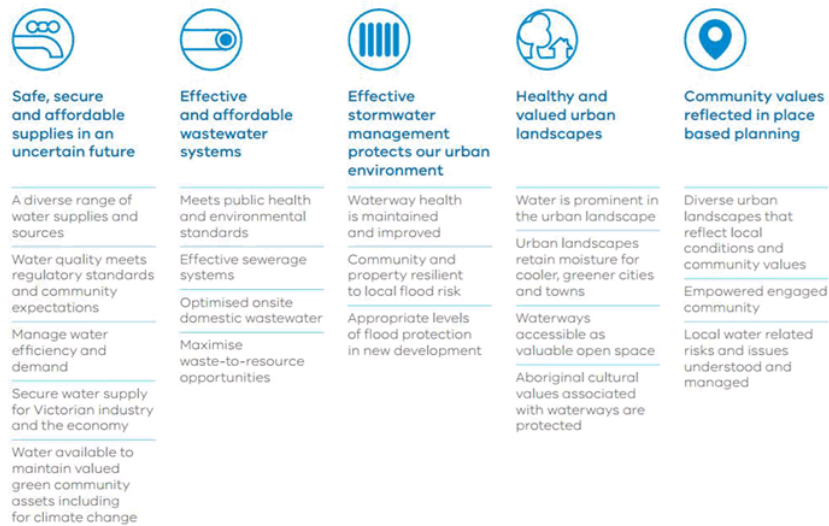 Safe, secure
and affordable
supplies in an
uncertain future
A diverse range of
water supplies and
sources
Water quality meets
regulatory standards
and community
expectations
Manage water
efficiency and
demand
Secure water supply
for Victorian industry
and the economy
Water available to
maintain valued
green community
assets including
for climate change
Effective
and affordable
wastewater
systems
Meets public health
and environmental
standards
Effective sewerage
systems
Optimised onsite
domestic wastewater
Maximise
waste-to-resource
opportunities
Effective
stormwater
management
protects our urban
environment
Waterway health
is maintained
and improved
Community and
property resilient
to local flood risk
Appropriate levels
of flood protection
in new development
Healthy and
valued urban
landscapes
Water is prominent in
the urban landscape
Urban landscapes
retain moisture for
cooler, greener cities
and towns
Waterways
accessible as
valuable open space
Aboriginal cultural
values associated
with waterways are
protected
Community values
reflected in place
based planning
Diverse urban
landscapes that
reflect local
conditions and
community values
Empowered engaged
community
Local water related
risks and issues
understood and
managed